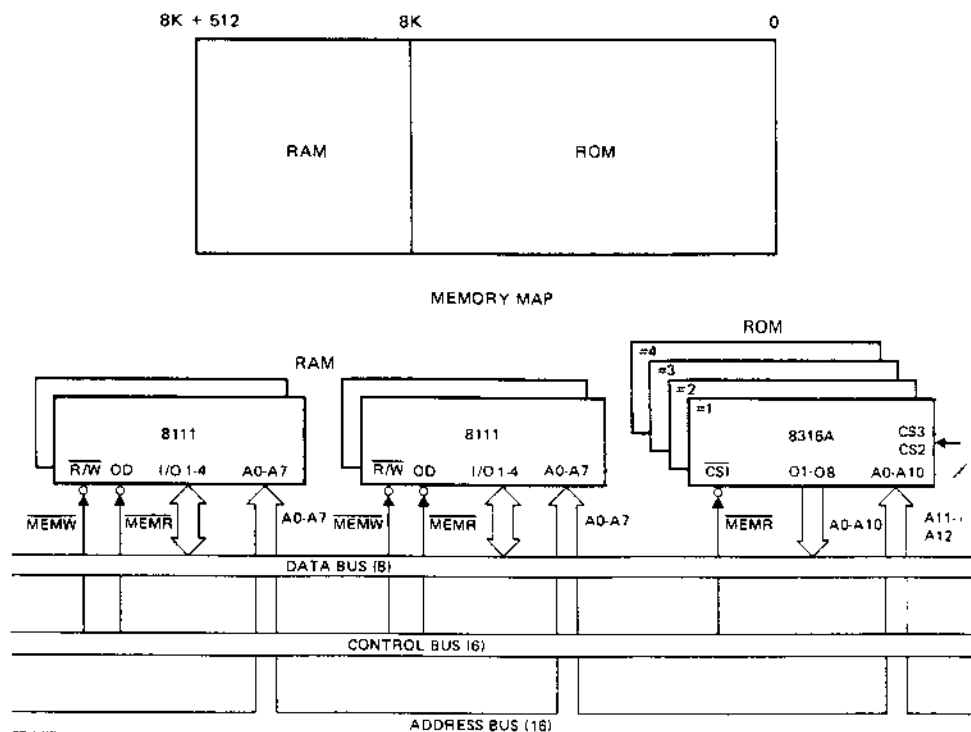 8K + 512 8K 0
RAM ROM
MEMORY MAP
RAM ROM
=4
=3
=2
=1
8111 8111 8316A CS3
CS2
R/W OD I/O 1-4 A0-A7 R/W OD I/O 1-4 A0-A7 CSI O1-O8 A0-A10
MEMW MEMR A0-A7 MEMW MEMR A0-A7 MEMR A0-A10 A11-
A12
DATA BUS (8)
CONTROL BUS (6)
ADDRESS BUS (16)